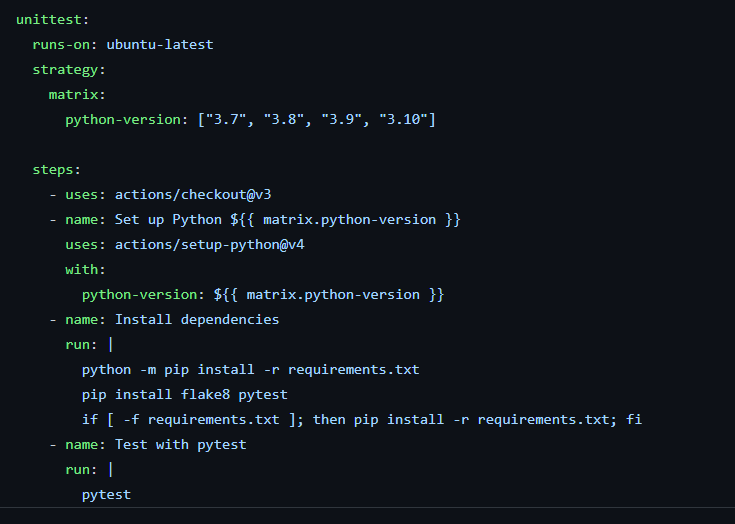 unittest:
  runs-on: ubuntu-latest
  strategy:
    matrix:
      python-version: ["3.7", "3.8", "3.9", "3.10"]

  steps:
    - uses: actions/checkout@v3
    - name: Set up Python ${{ matrix.python-version }}
      uses: actions/setup-python@v4
      with:
        python-version: ${{ matrix.python-version }}
    - name: Install dependencies
      run: |
        python -m pip install -r requirements.txt
        pip install flake8 pytest
        if [ -f requirements.txt ]; then pip install -r requirements.txt; fi
    - name: Test with pytest
      run: |
        pytest